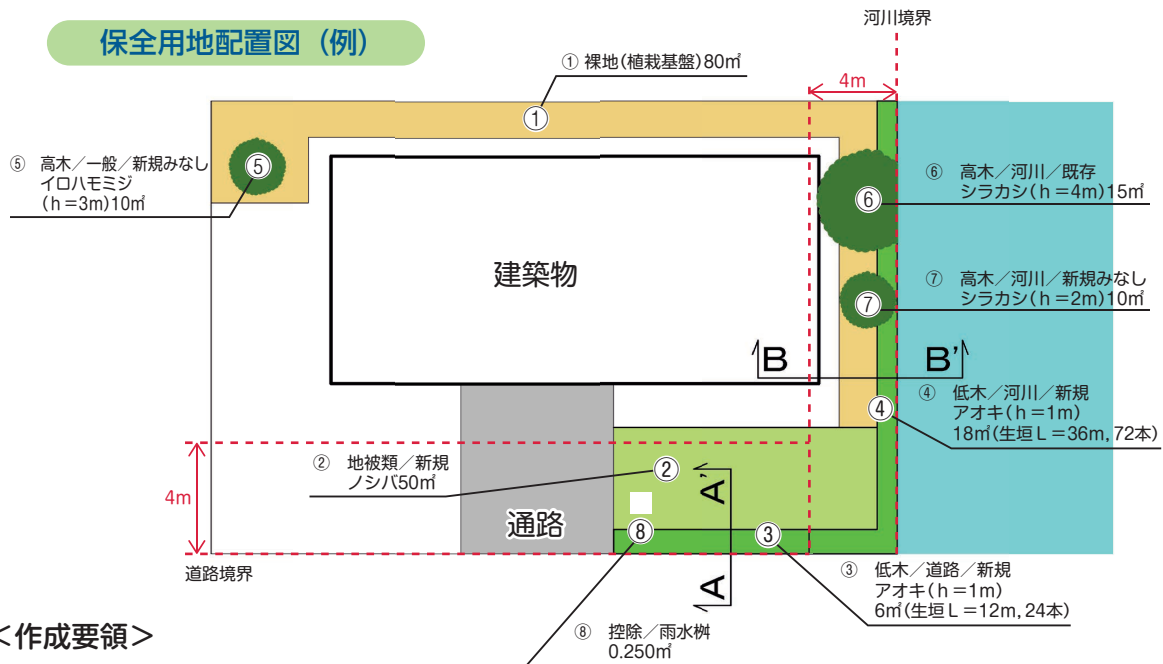 保全用地配置図（例）
河川境界
① 裸地(植栽基盤)80㎡
4m
①
⑤ 高木／一般／新規みなし
イロハモミジ
(h＝3m)10㎡
⑤
⑥
⑥ 高木／河川／既存
シラカシ(h＝4m)15㎡
建築物
⑦
⑦ 高木／河川／新規みなし
シラカシ(h＝2m)10㎡
B
B'
④
④ 低木／河川／新規
アオキ(h＝1m)
18㎡(生垣L＝36m, 72本)
② 地被類／新規
ノシバ50㎡
②
A'
4m
通路
⑧
③
道路境界
A
③ 低木／道路／新規
アオキ(h＝1m)
6㎡(生垣L＝12m, 24本)
＜作成要領＞
⑧ 控除／雨水桝
0.250㎡